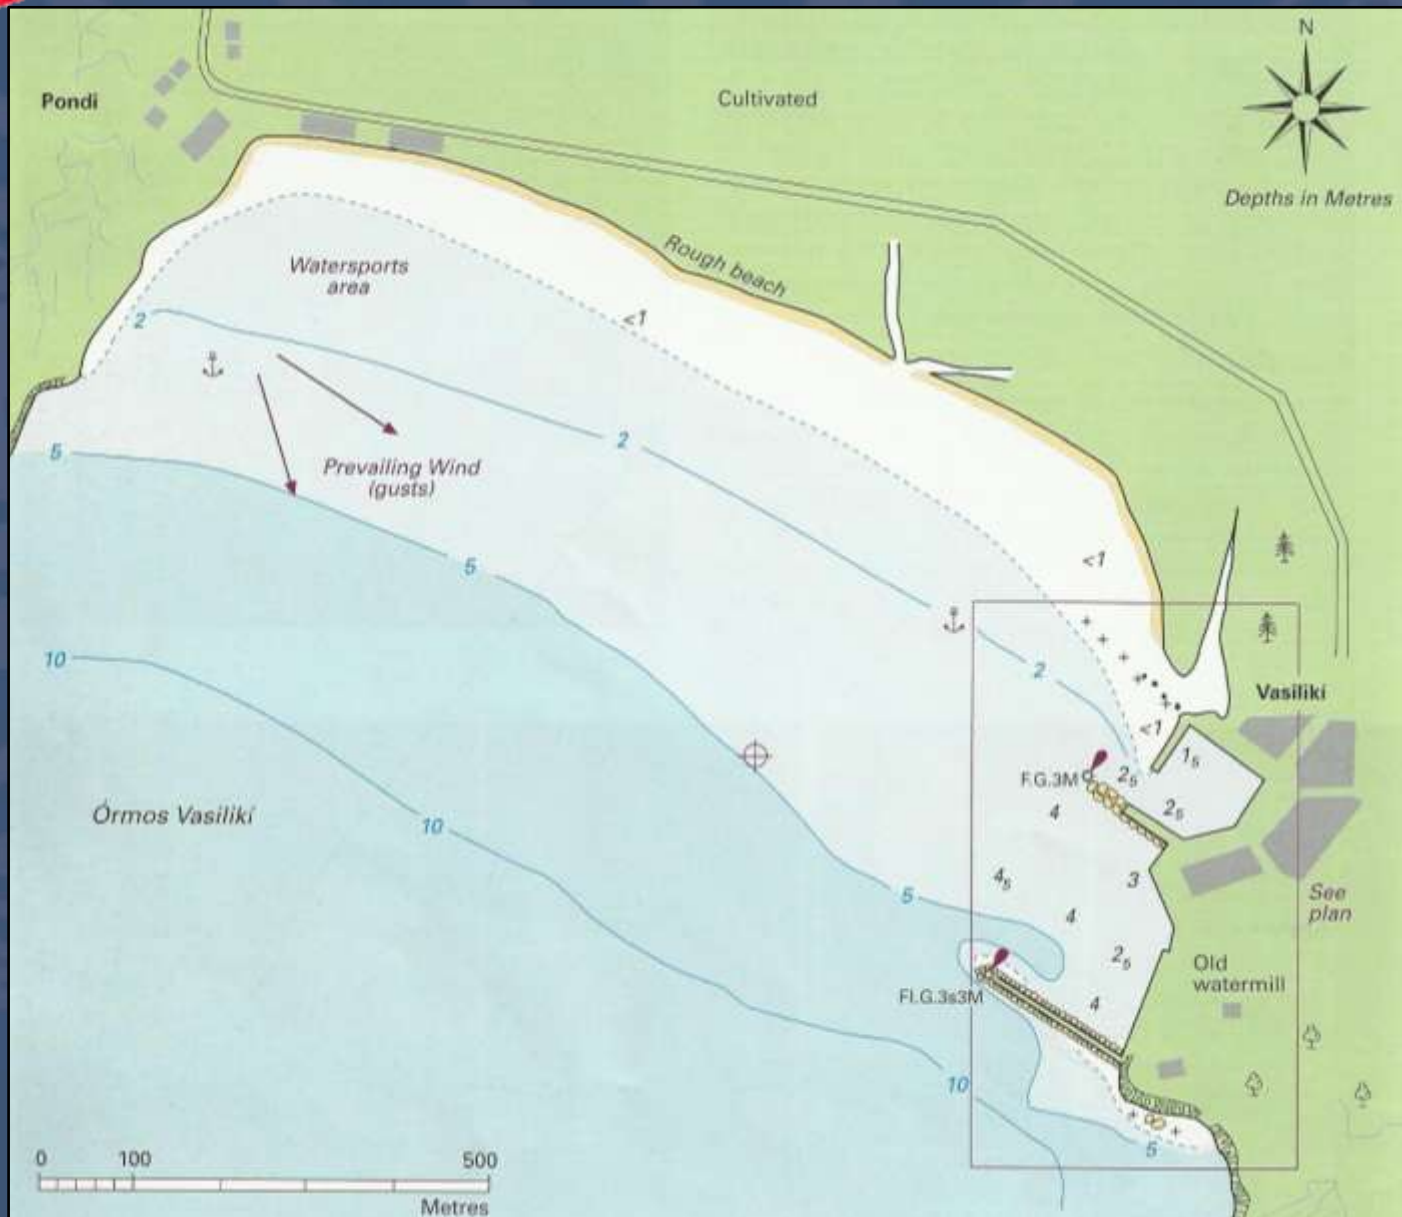 N
Pondi
Cultivated
Depths in Metres
Rough beach
Watersports
area
<1
2
2
5
Prevailing Wind
(gusts)
5
<1
10
2
Vasilikí
<1
1₅
F.G.3M
2₅
2₅
4
Órmos Vasilikí
10
4₅
3
5
See
plan
4
2₅
Old
watermill
Fl.G.3s3M
4
10
5
0 100 500
Metres